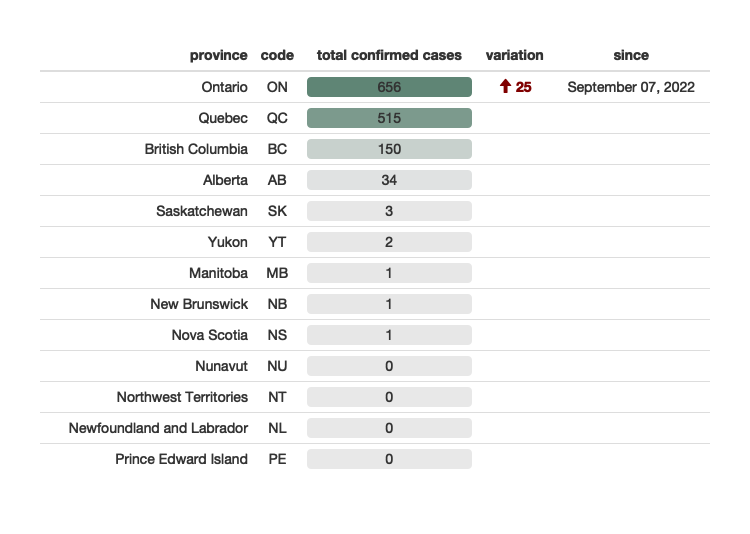 province code total confirmed cases variation since
Ontario ON 656 25 September 07, 2022
Quebec QC 515
British Columbia BC 150
Alberta AB 34
Saskatchewan SK 3
Yukon YT 2
Manitoba MB 1
New Brunswick NB 1
Nova Scotia NS 1
Nunavut NU 0
Northwest Territories NT 0
Newfoundland and Labrador NL 0
Prince Edward Island PE 0